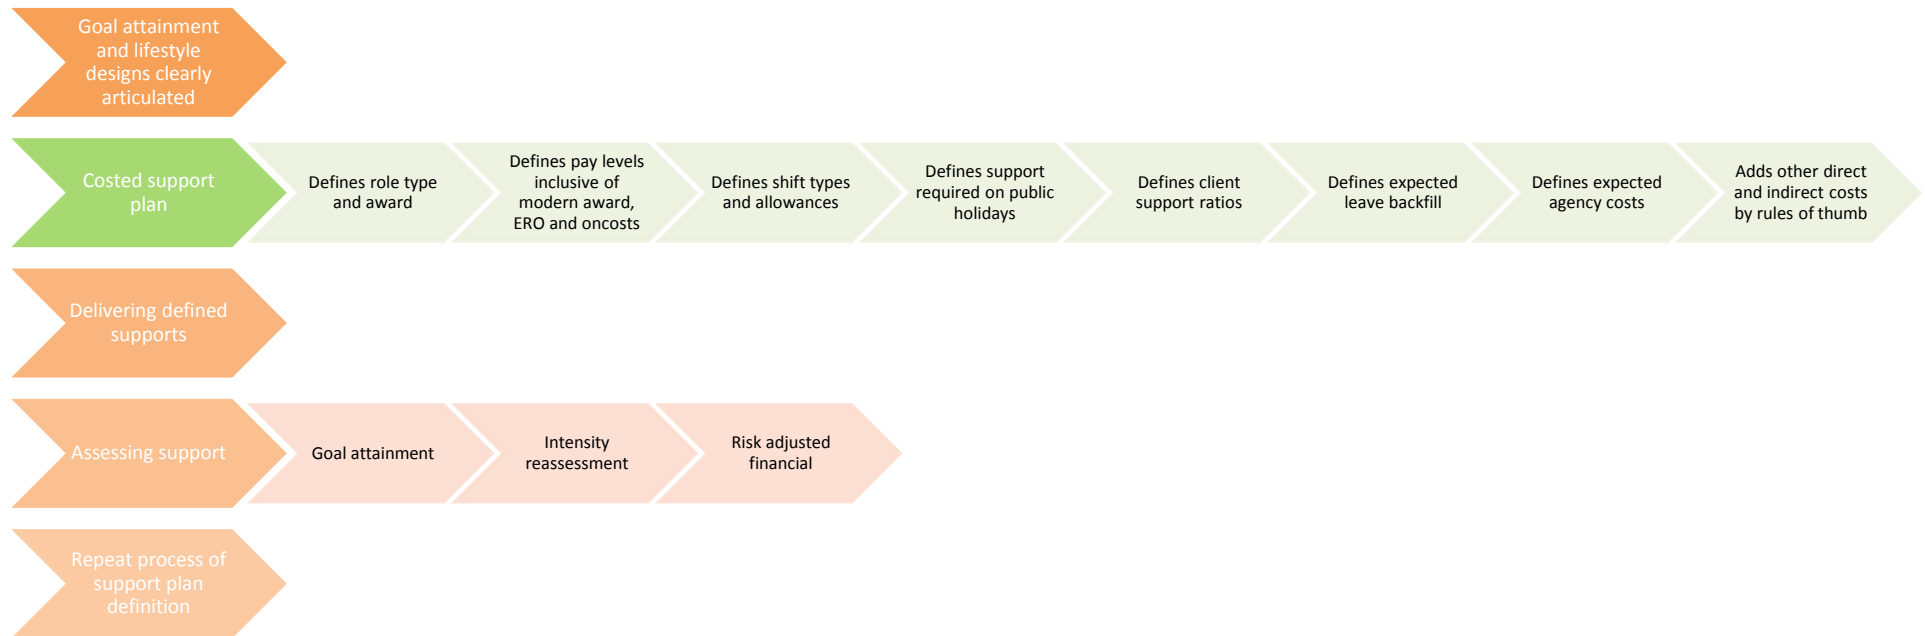 Goal attainment
and lifestyle
designs clearly
articulated
Costed support
plan
Defines role type
and award
Defines pay levels
inclusive of
modern award,
ERO and oncosts
Defines shift types
and allowances
Defines support
required on public
holidays
Defines client
support ratios
Defines expected
leave backfill
Defines expected
agency costs
Adds other direct
and indirect costs
by rules of thumb
Delivering defined
supports
Assessing support
Goal attainment
Intensity
reassessment
Risk adjusted
financial
Repeat process of
support plan
definition